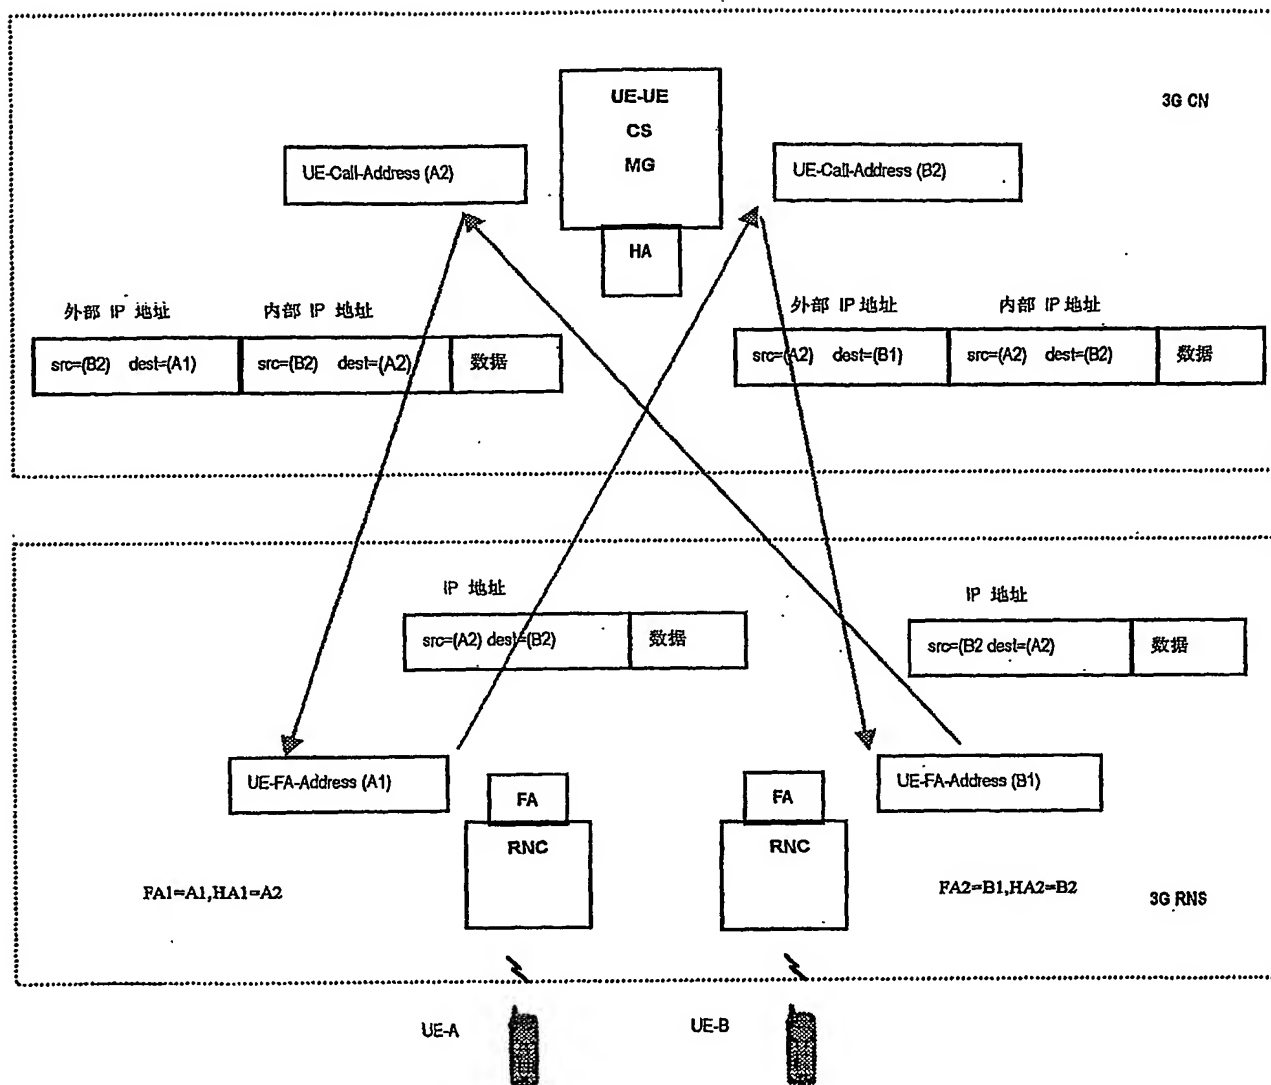 3G CN
UE-UE
CS
MG
HA
UE-Call-Address (A2)
UE-Call-Address (B2)
外部 IP 地址
内部 IP 地址
src=(B2) dest=(A1)
src=(B2) dest=(A2)
数据
外部 IP 地址
内部 IP 地址
src=(A2) dest=(B1)
src=(A2) dest=(B2)
数据
IP 地址
src=(A2) dest=(B2)
数据
IP 地址
src=(B2 dest=(A2)
数据
UE-FA-Address (A1)
FA
RNC
FA
RNC
UE-FA-Address (B1)
FA1=A1,HA1=A2
FA2=B1,HA2=B2
3G RNS
UE-A
UE-B